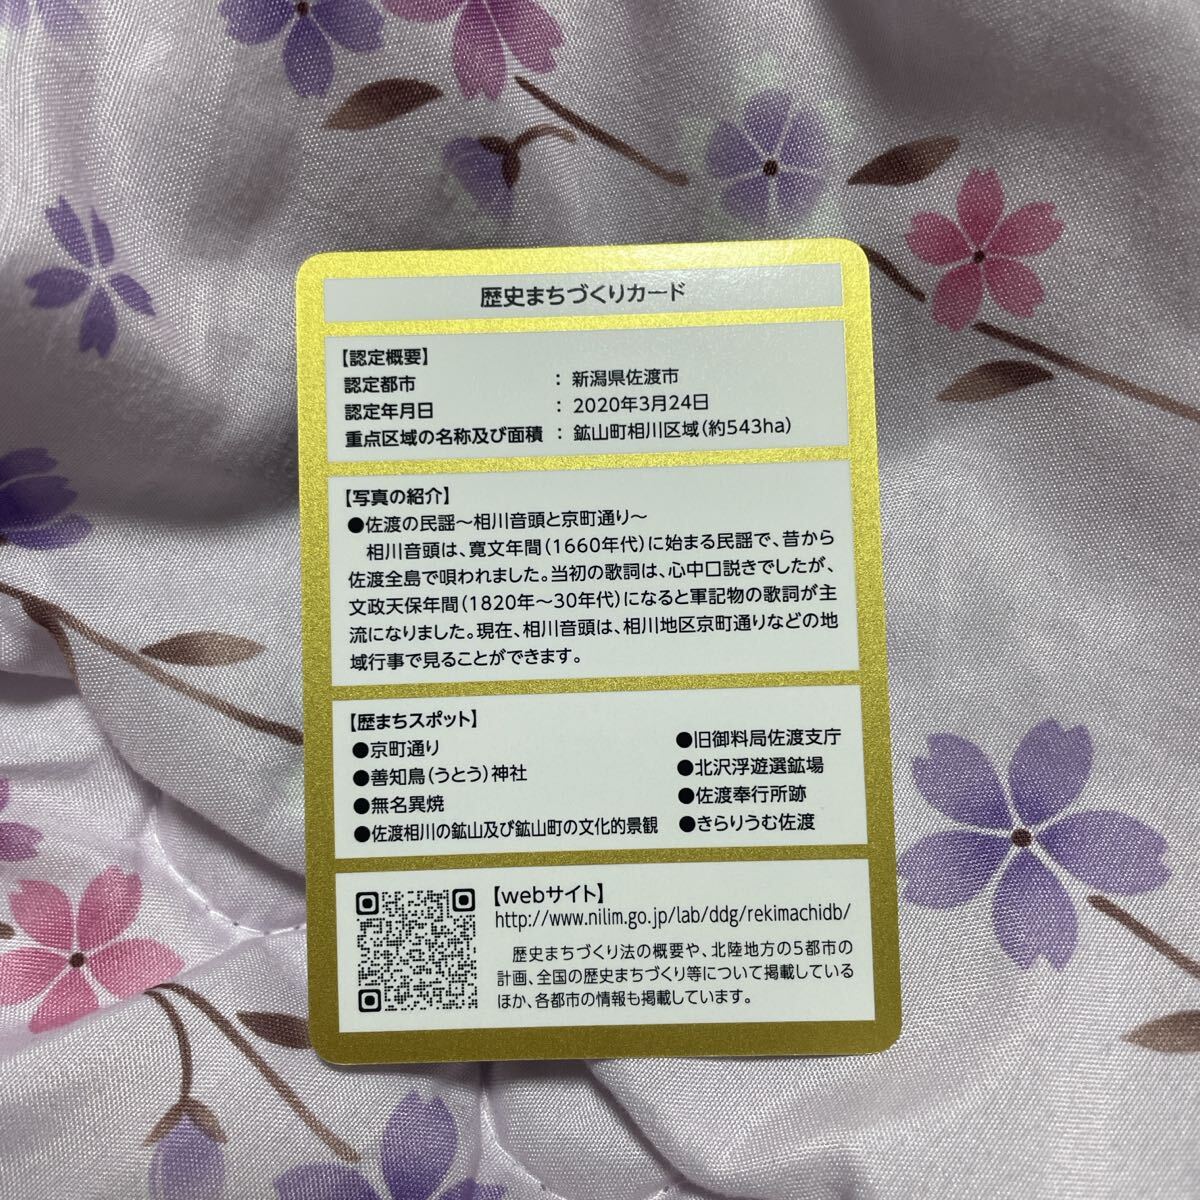 歴史まちづくりカード
【認定概要】
認定都市 : 新潟県佐渡市
認定年月日 : 2020年3月24日
重点区域の名称及び面積 : 鉱山町相川区域(約543ha)
【写真の紹介】
●佐渡の民謡～相川音頭と京町通り～
相川音頭は、寛文年間(1660年代)に始まる民謡で、昔から
佐渡全島で唄われました。当初の歌詞は、心中口説きでしたが、
文政天保年間(1820年～30年代)になると軍記物の歌詞が主
流になりました。現在、相川音頭は、相川地区京町通りなどの地
域行事で見ることができます。
【歴まちスポット】
●京町通り
●善知鳥(うとう)神社
●無名異焼
●佐渡相川の鉱山及び鉱山町の文化的景観
●旧御料局佐渡支庁
●北沢浮遊選鉱場
●佐渡奉行所跡
●きらりうむ佐渡
【webサイト】
http://www.nilim.go.jp/lab/ddg/rekimachidb/
歴史まちづくり法の概要や、北陸地方の5都市の
計画、全国の歴史まちづくり等について掲載している
ほか、各都市の情報も掲載しています。